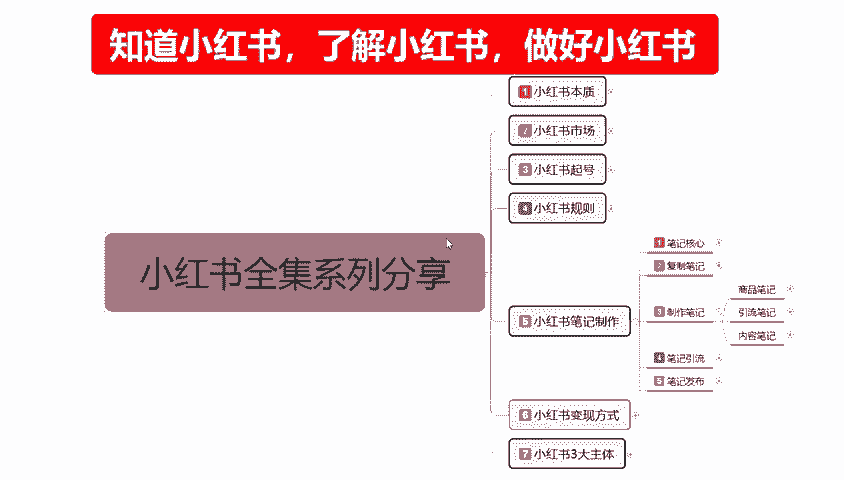 知道小红书，了解小红书，做好小红书
1 小红书本质
2 小红书市场
3 小红书起号
4 小红书规则
小红书全集系列分享
5 小红书笔记制作
1 笔记核心
2 复制笔记
3 制作笔记
商品笔记
引流笔记
内容笔记
4 笔记引流
5 笔记发布
6 小红书变现方式
7 小红书3大主体